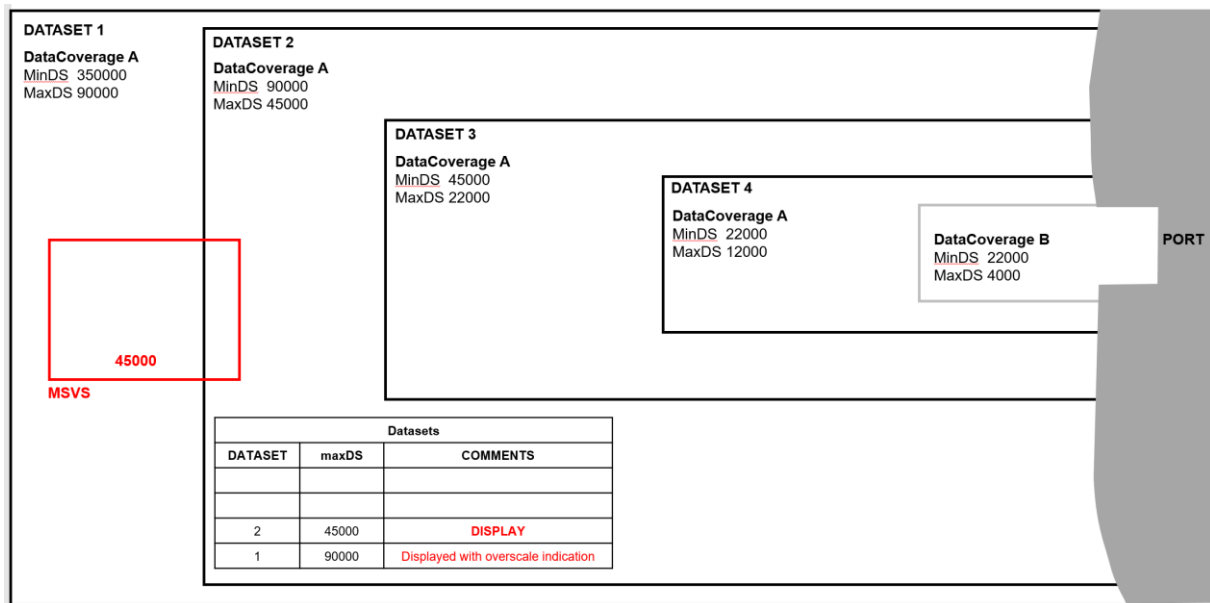 DATASET 1
DataCoverage A
MinDS 350000
MaxDS 90000
DATASET 2
DataCoverage A
MinDS 90000
MaxDS 45000
DATASET 3
DataCoverage A
MinDS 45000
MaxDS 22000
DATASET 4
DataCoverage A
MinDS 22000
MaxDS 12000
DataCoverage B
MinDS 22000
MaxDS 4000
PORT
45000
MSVS
Datasets
DATASET maxDS COMMENTS
2 45000 DISPLAY
1 90000 Displayed with overscale indication